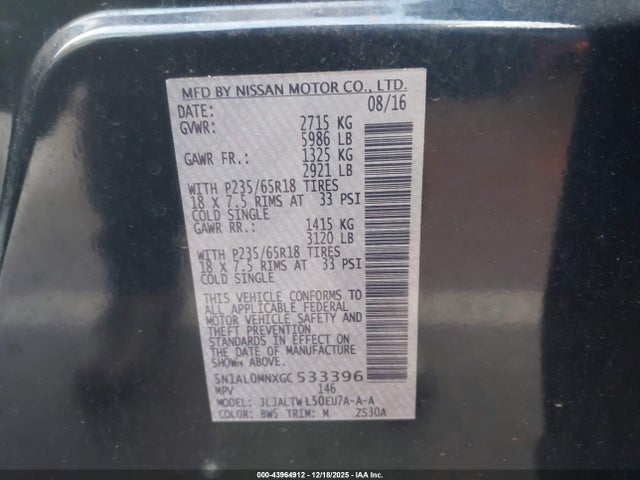 MFD BY NISSAN MOTOR CO., LTD.
DATE: 08/16
GVWR: 2715 KG
5986 LB
GAWR FR.: 1325 KG
2921 LB
WITH P235/65R18 TIRES
18 X 7.5 RIMS AT 33 PSI
COLD SINGLE
GAWR RR.: 1415 KG
3120 LB
WITH P235/65R18 TIRES
18 X 7.5 RIMS AT 33 PSI
COLD SINGLE
THIS VEHICLE CONFORMS TO
ALL APPLICABLE FEDERAL
MOTOR VEHICLE SAFETY AND
THEFT PREVENTION
STANDARDS IN EFFECT ON
THE DATE OF MANUFACTURE
SHOWN ABOVE.
5N1AL0MNXGC 533396
MPV 146
MODEL: JLJALTW L50EU7A-A-A
COLOR: BW5 TRIM: M ZS30A
000-43964912 - 12/18/2025 - IAA Inc.